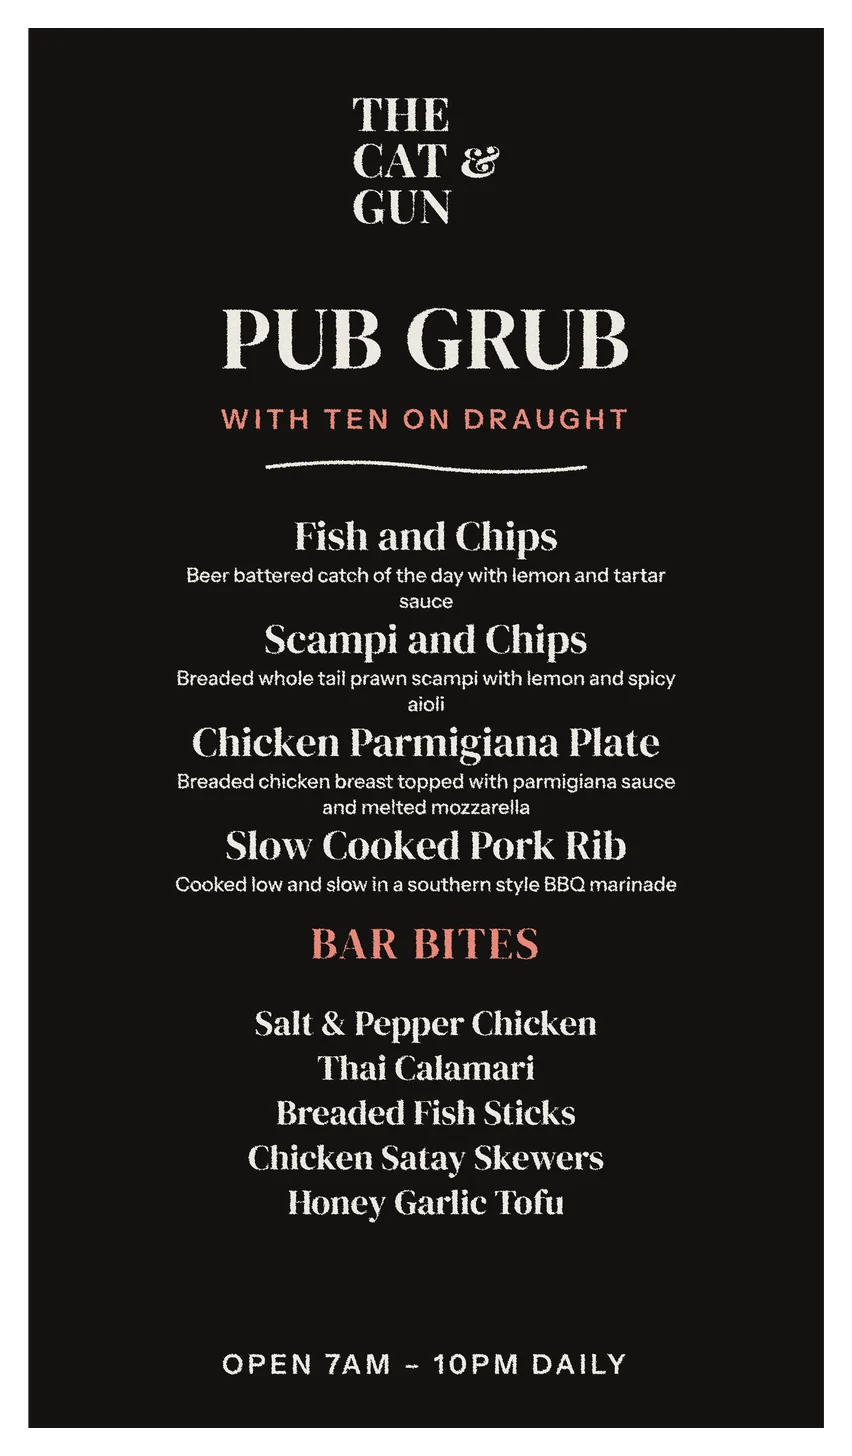 THE
CAT &
GUN
PUB GRUB
WITH TEN ON DRAUGHT
Fish and Chips
Beer battered catch of the day with lemon and tartar
sauce
Scampi and Chips
Breaded whole tail prawn scampi with lemon and spicy
aioli
Chicken Parmigiana Plate
Breaded chicken breast topped with parmigiana sauce
and melted mozzarella
Slow Cooked Pork Rib
Cooked low and slow in a southern style BBQ marinade
BAR BITES
Salt & Pepper Chicken
Thai Calamari
Breaded Fish Sticks
Chicken Satay Skewers
Honey Garlic Tofu
OPEN 7AM - 10PM DAILY